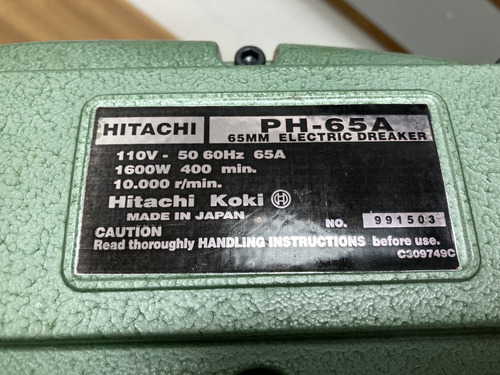 HITACHI
PH-65A
65MM ELECTRIC DREAKER
110V - 50 60Hz 65A
1600W 400 min.
10.000 r/min.
Hitachi Koki
MADE IN JAPAN
NO. 991503
CAUTION
Read thoroughly HANDLING INSTRUCTIONS before use.
C309749C